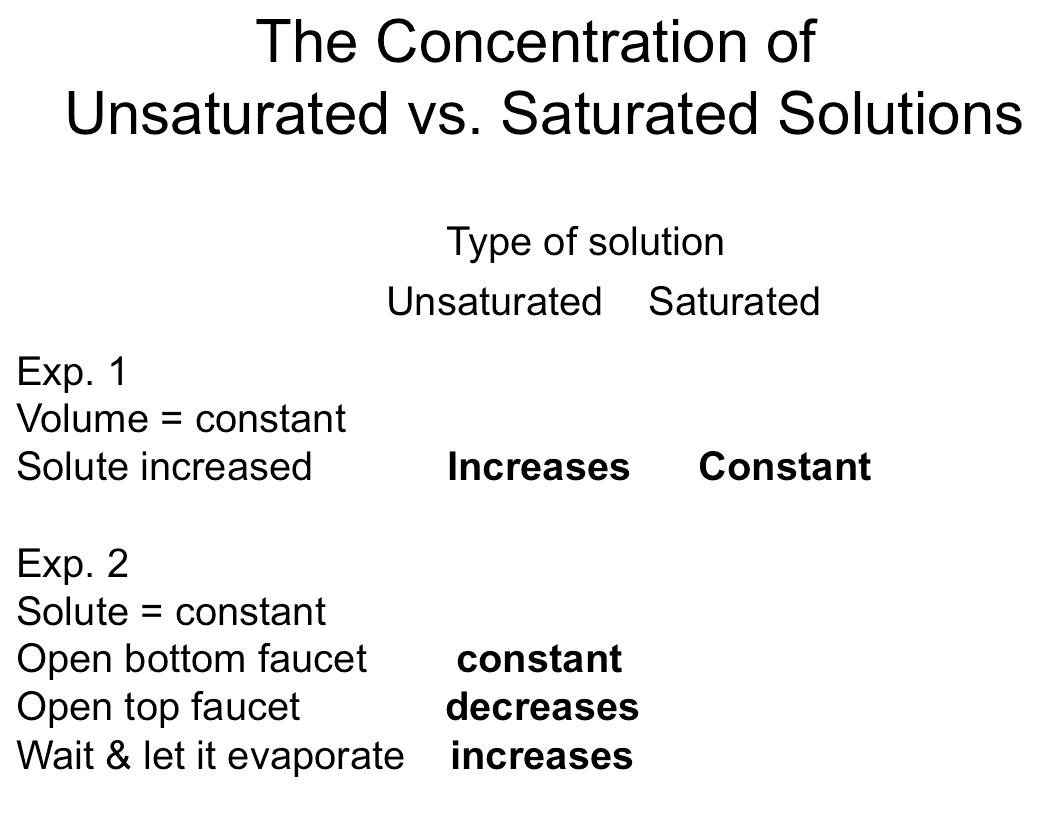 The Concentration of
Unsaturated vs. Saturated Solutions
Type of solution
Unsaturated Saturated
Exp. 1
Volume = constant
Solute increased Increases Constant
Exp. 2
Solute = constant
Open bottom faucet constant
Open top faucet decreases
Wait & let it evaporate increases